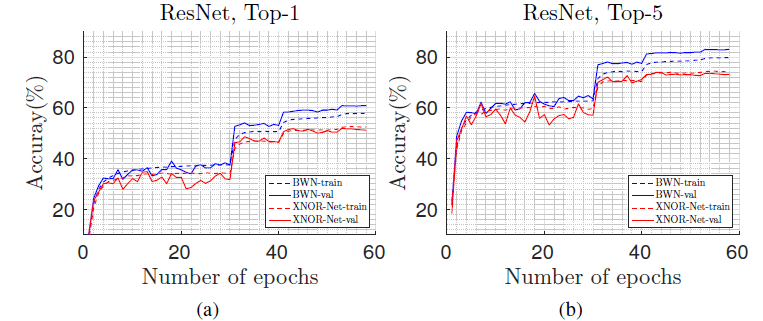 ResNet, Top-1
Accuray(%)
80
60
40
20
BWN-train
BWN-val
XNOR-Net-train
XNOR-Net-val
0
20
40
60
Number of epochs
(a)
ResNet, Top-5
Accuray(%)
80
60
40
20
BWN-train
BWN-val
XNOR-Net-train
XNOR-Net-val
0
20
40
60
Number of epochs
(b)